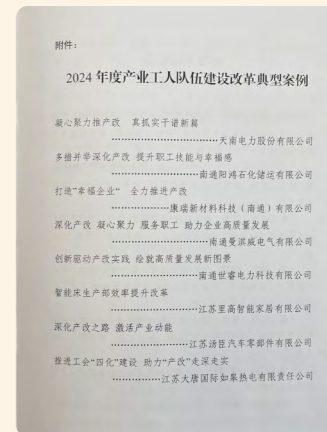 附件：
2024 年度产业工人队伍建设改革典型案例
凝心聚力推产改 真抓实干谱新篇
………………………………天南电力股份有限公司
多措并举深化产改 提升职工技能与幸福感
…………………………南通阳鸿石化储运有限公司
打造"幸福企业" 全力推进产改
…………………康瑞新材料科技（南通）有限公司
深化产改 凝心聚力 服务职工 助力企业高质量发展
……………………………南通曼淇威电气有限公司
创新驱动产改实践 绘就高质量发展新图景
…………………………南通世睿电力科技有限公司
智能床生产部效率提升改革
…………………………江苏里高智能家居有限公司
深化产改之路 激活产业动能
………………………江苏汤臣汽车零部件有限公司
推进工会"四化"建设 助力"产改"走深走实
………………江苏大唐国际如皋热电有限责任公司